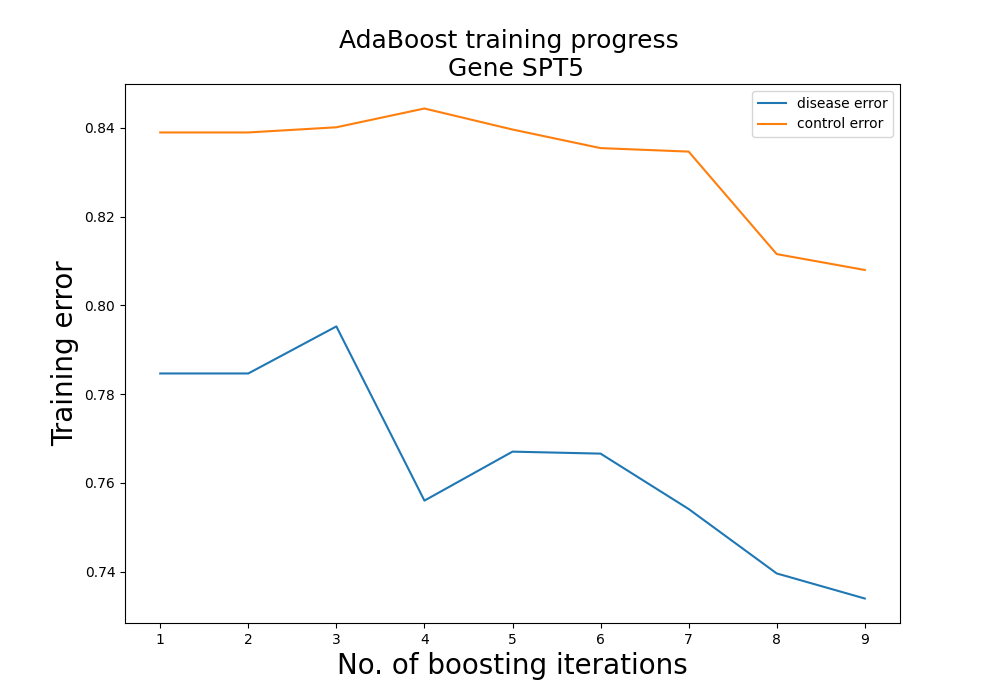 AdaBoost training progress
Gene SPT5
disease error
control error
0.84
0.82
0.80
0.78
0.76
0.74
Training error
1 2 3 4 5 6 7 8 9
No. of boosting iterations